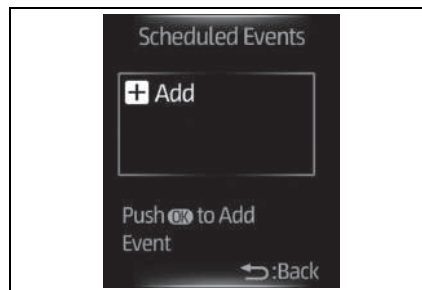 Scheduled Events
+ Add
Push OK to Add
Event
:Back